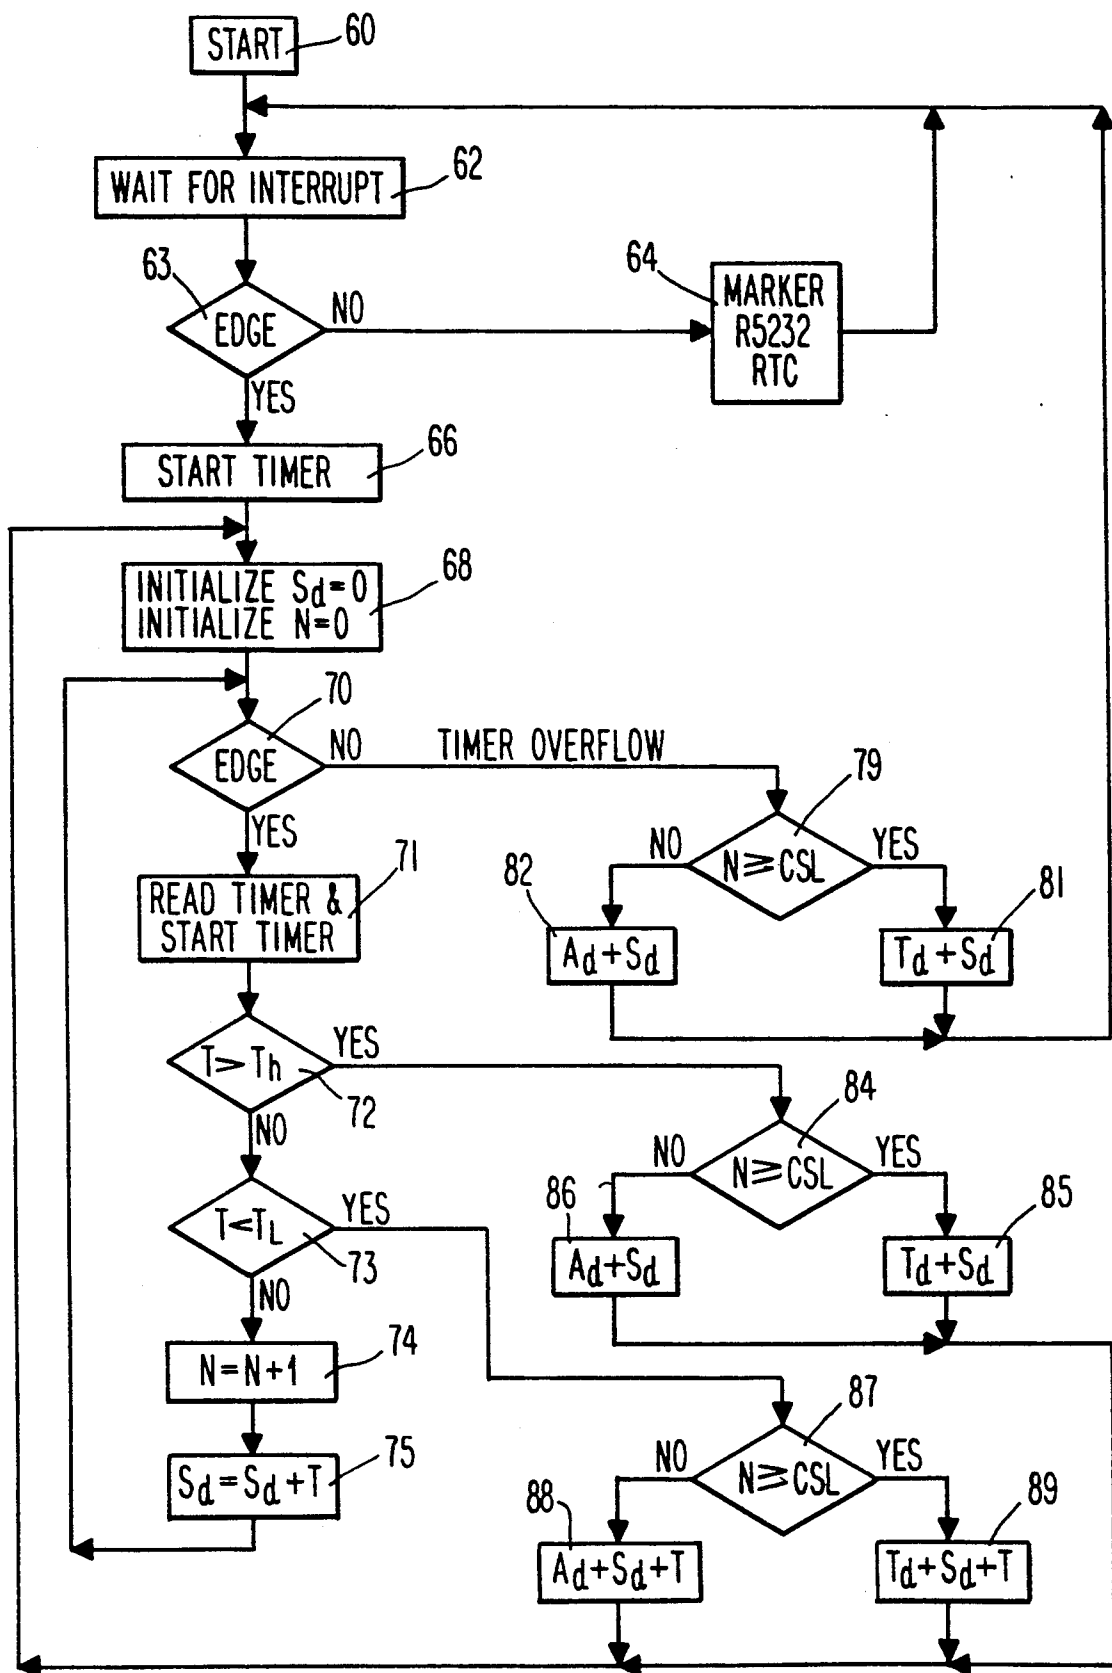 START
60
WAIT FOR INTERRUPT
62
63
EDGE
NO
YES
64
MARKER
R5232
RTC
START TIMER
66
INITIALIZE Sd=0
INITIALIZE N=0
68
70
EDGE
NO
TIMER OVERFLOW
YES
79
N≥CSL
NO
YES
82
Ad+Sd
81
Td+Sd
READ TIMER &
START TIMER
71
T>Th
72
YES
NO
84
N≥CSL
NO
YES
86
Ad+Sd
85
Td+Sd
T<TL
73
YES
NO
N=N+1
74
Sd=Sd+T
75
87
N≥CSL
NO
YES
88
Ad+Sd+T
89
Td+Sd+T